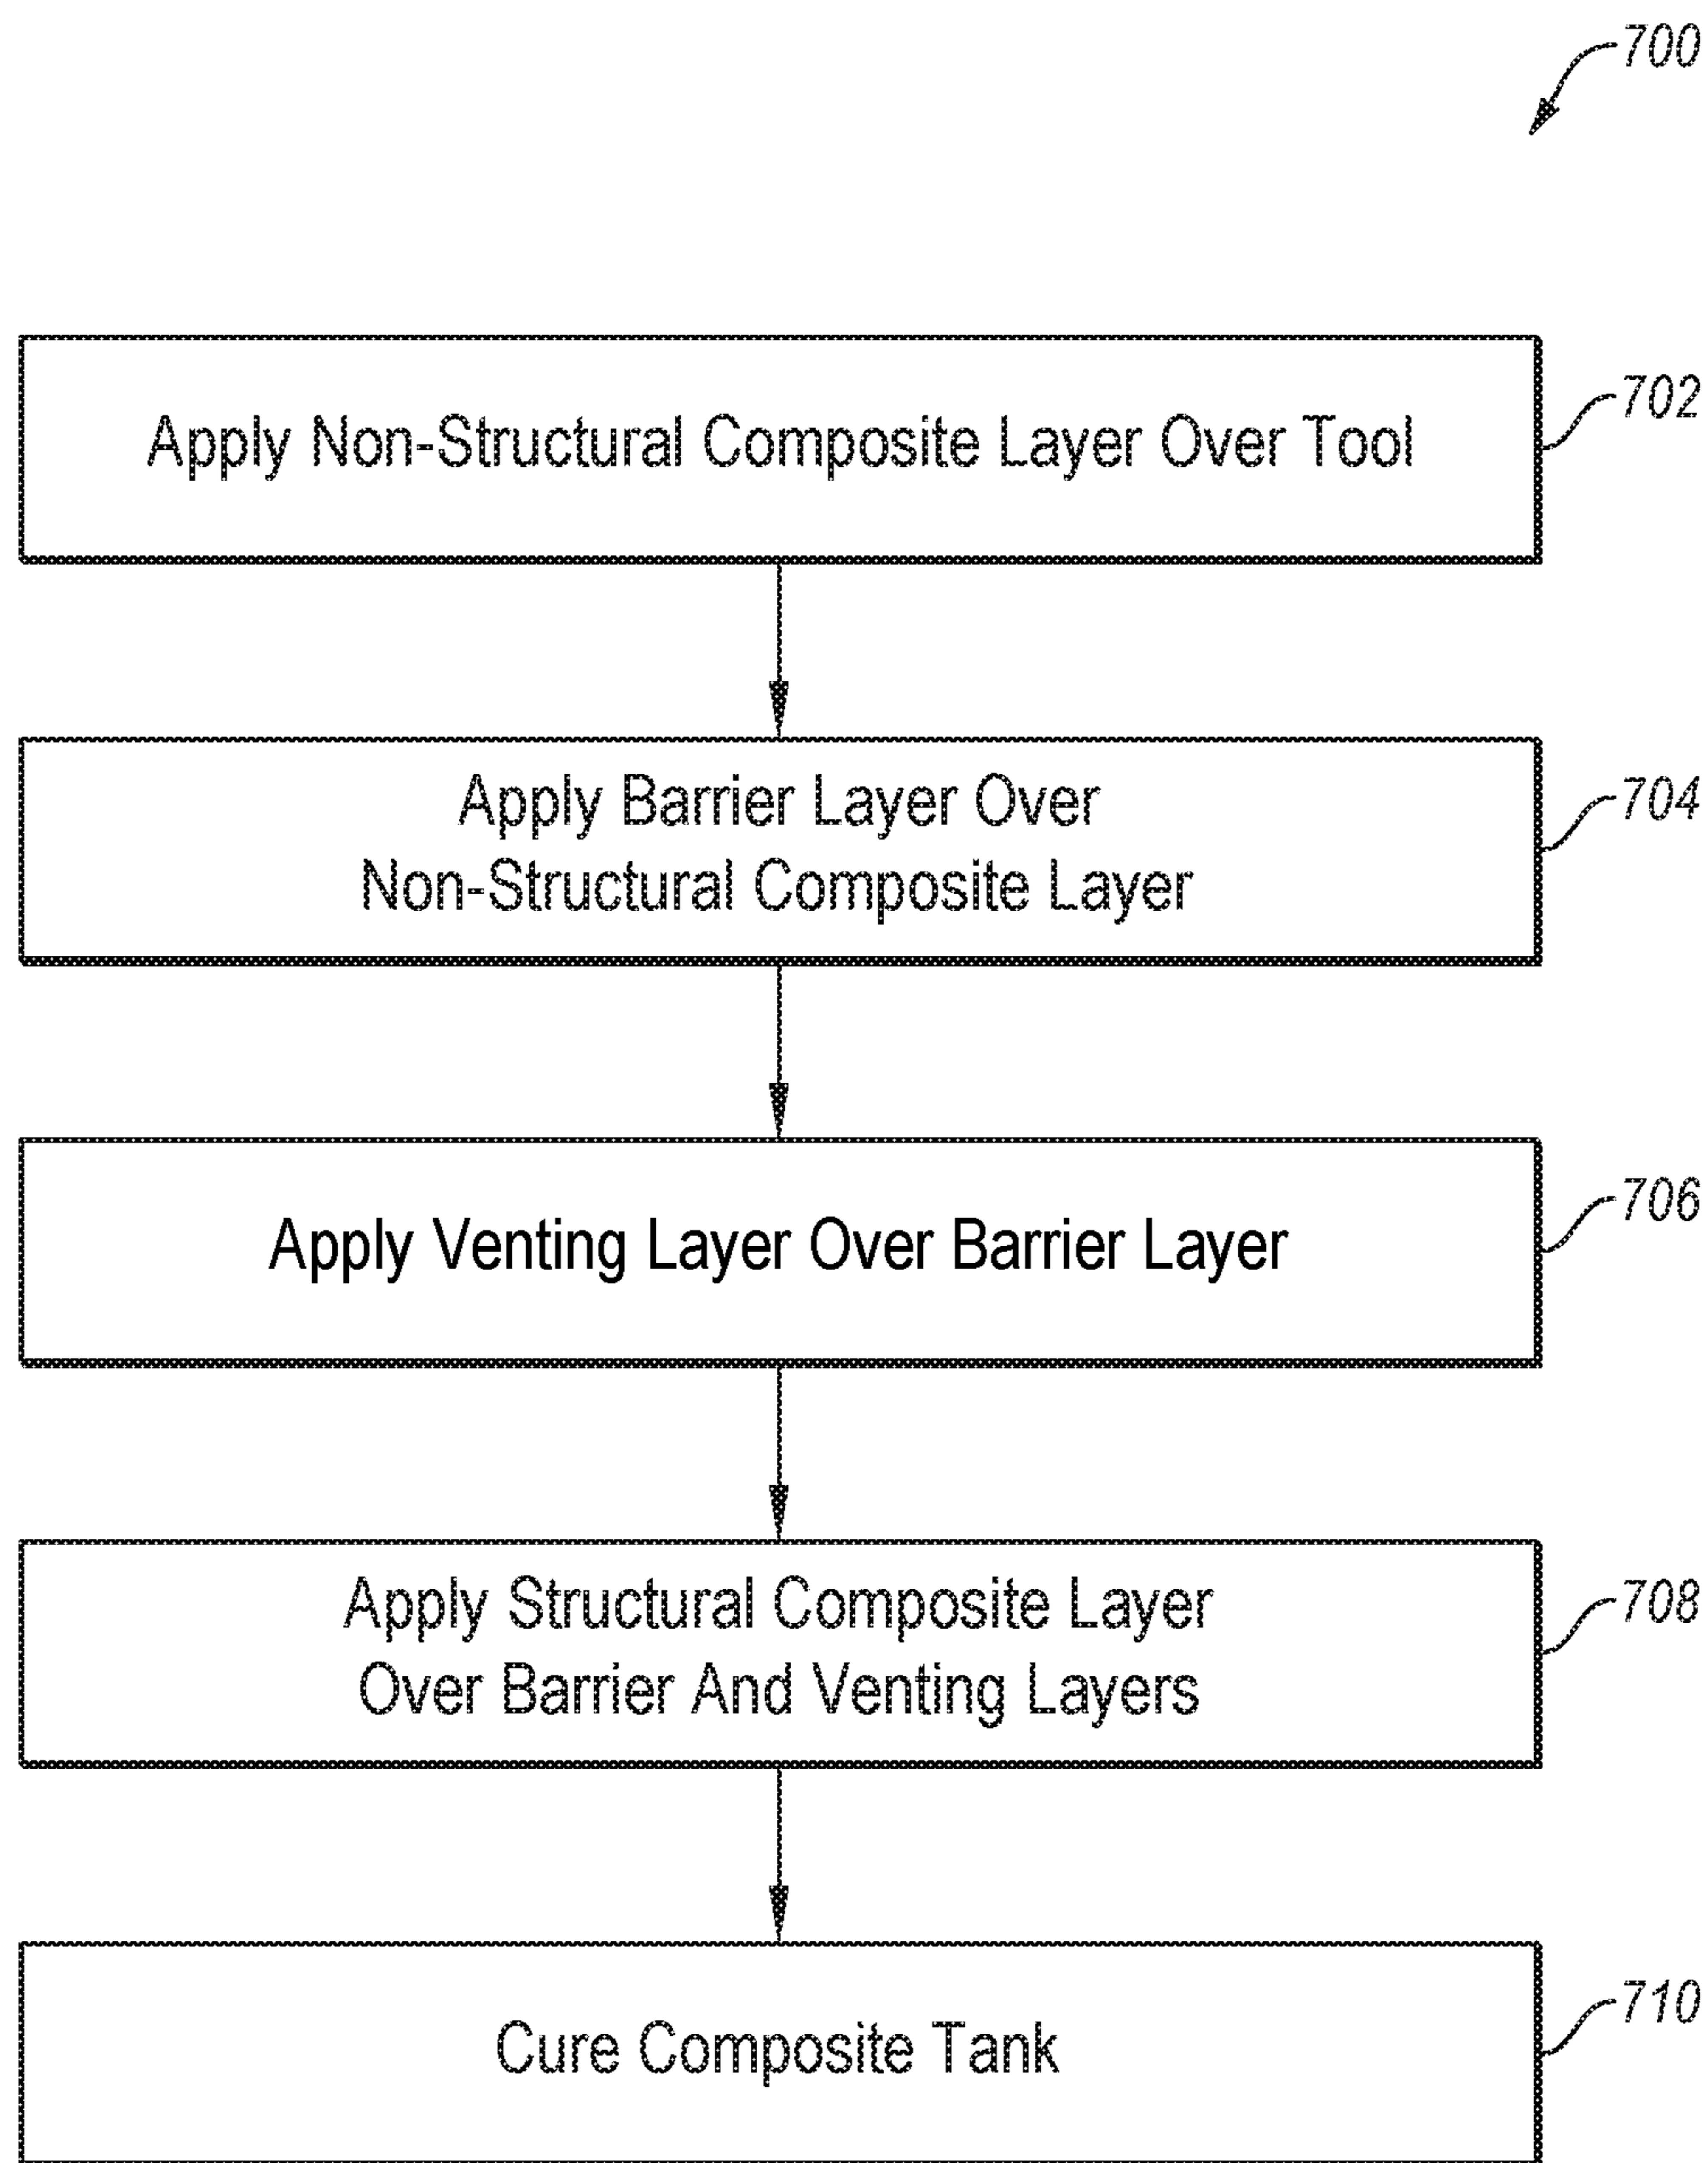 700
Apply Non-Structural Composite Layer Over Tool
702
Apply Barrier Layer Over
Non-Structural Composite Layer
704
Apply Venting Layer Over Barrier Layer
706
Apply Structural Composite Layer
Over Barrier And Venting Layers
708
Cure Composite Tank
710